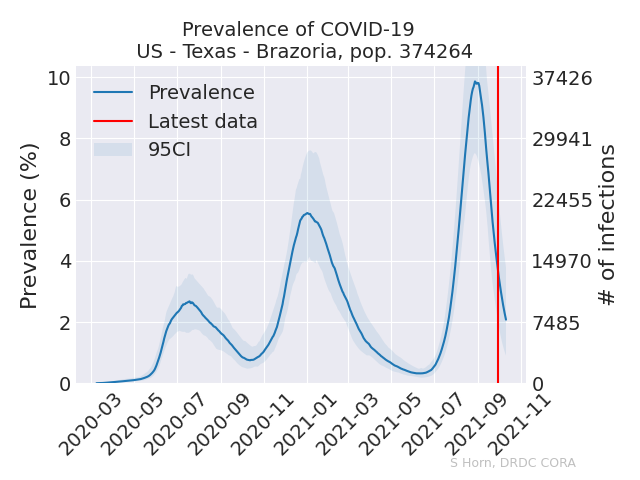 Prevalence of COVID-19
US - Texas - Brazoria, pop. 374264
Prevalence (%)
10
8
6
4
2
0
Prevalence
Latest data
95CI
37426
29941
22455
14970
7485
0
# of infections
2020-03
2020-05
2020-07
2020-09
2020-11
2021-01
2021-03
2021-05
2021-07
2021-09
2021-11
S Horn, DRDC CORA